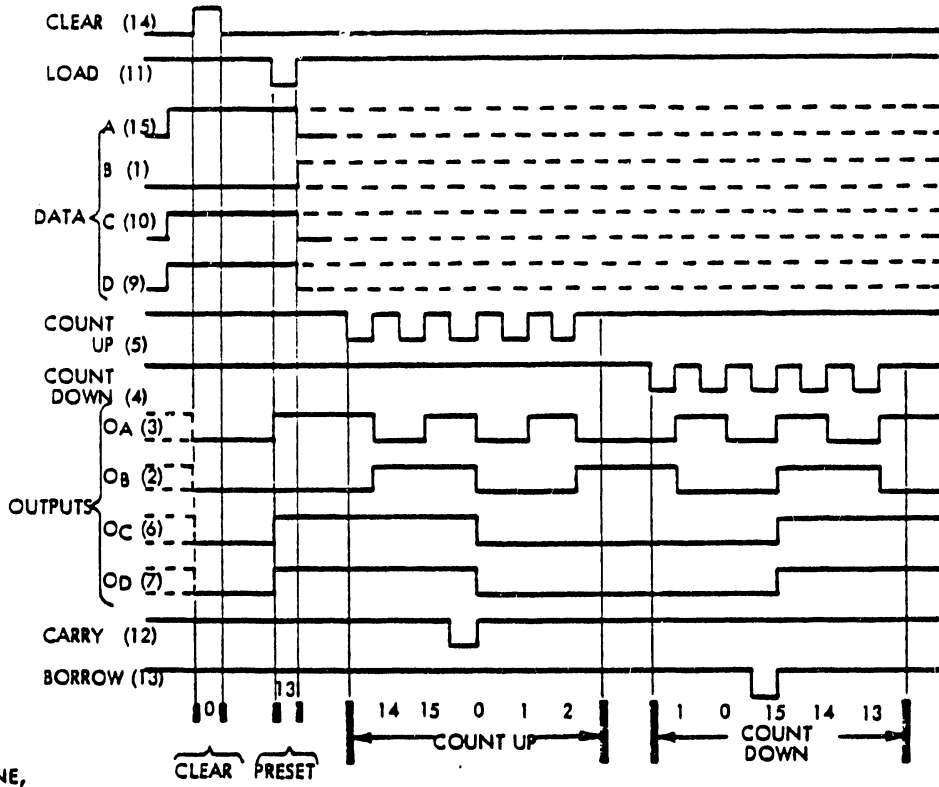 CLEAR (14)
LOAD (11)
A (15)
B (1)
DATA
C (10)
D (9)
COUNT
UP (5)
COUNT
DOWN (4)
OA (3)
OB (2)
OUTPUTS
OC (6)
OD (7)
CARRY (12)
BORROW (13)
0 13 14 15 0 1 2 1 0 15 14 13
COUNT UP COUNT
DOWN
CLEAR PRESET
NE,